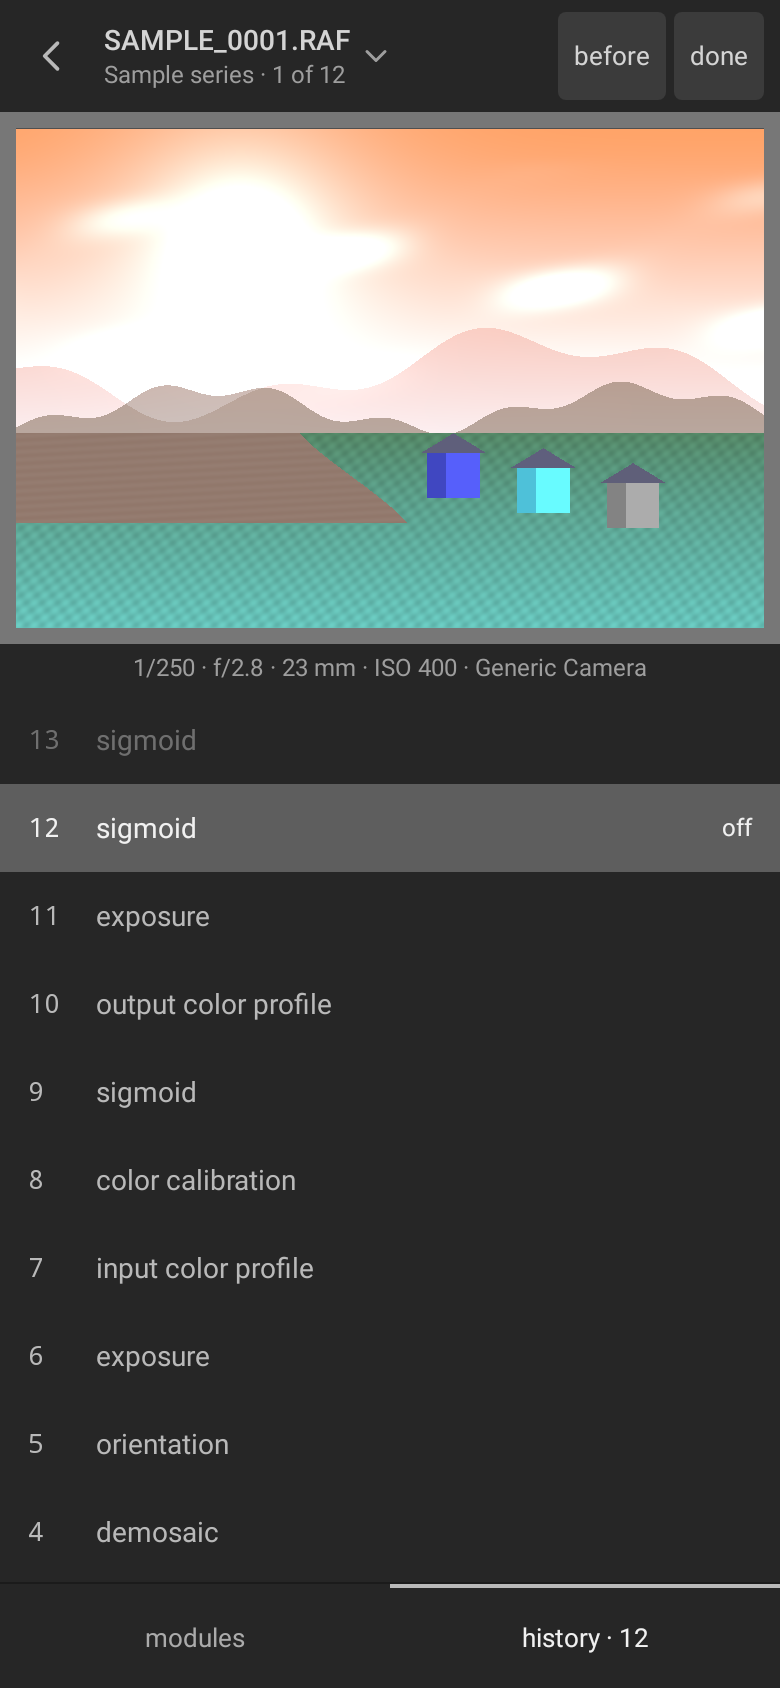 SAMPLE_0001.RAF
Sample series · 1 of 12
before
done
1/250 · f/2.8 · 23 mm · ISO 400 · Generic Camera
13 sigmoid
12 sigmoid off
11 exposure
10 output color profile
9 sigmoid
8 color calibration
7 input color profile
6 exposure
5 orientation
4 demosaic
modules
history · 12